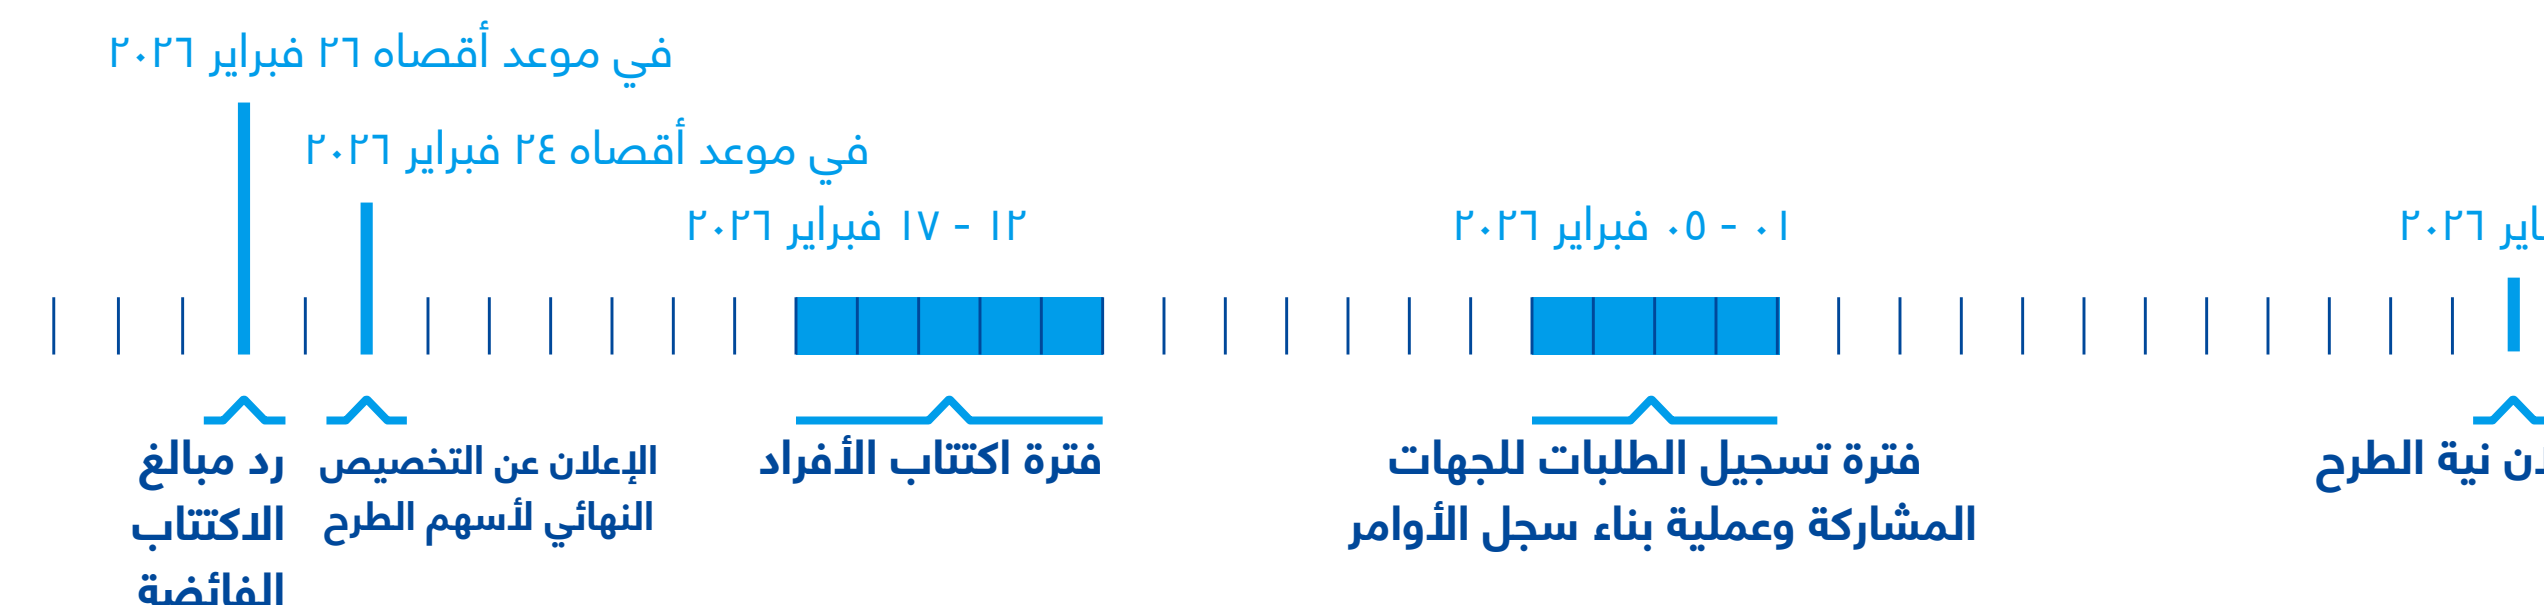 في موعد أقصاه ٢٦ فبراير ٢٠٢٦
في موعد أقصاه ٢٤ فبراير ٢٠٢٦
٢٠٢٦
٠١ - ٠٥ فبراير ٢٠٢٦
١٢ - ١٧ فبراير ٢٠٢٦
نية الطرح
فترة تسجيل الطلبات للجهات
المشاركة وعملية بناء سجل الأوامر
فترة اكتتاب الأفراد
الإعلان عن التخصيص
النهائي لأسهم الطرح
رد مبالغ
الاكتتاب
الفائضة